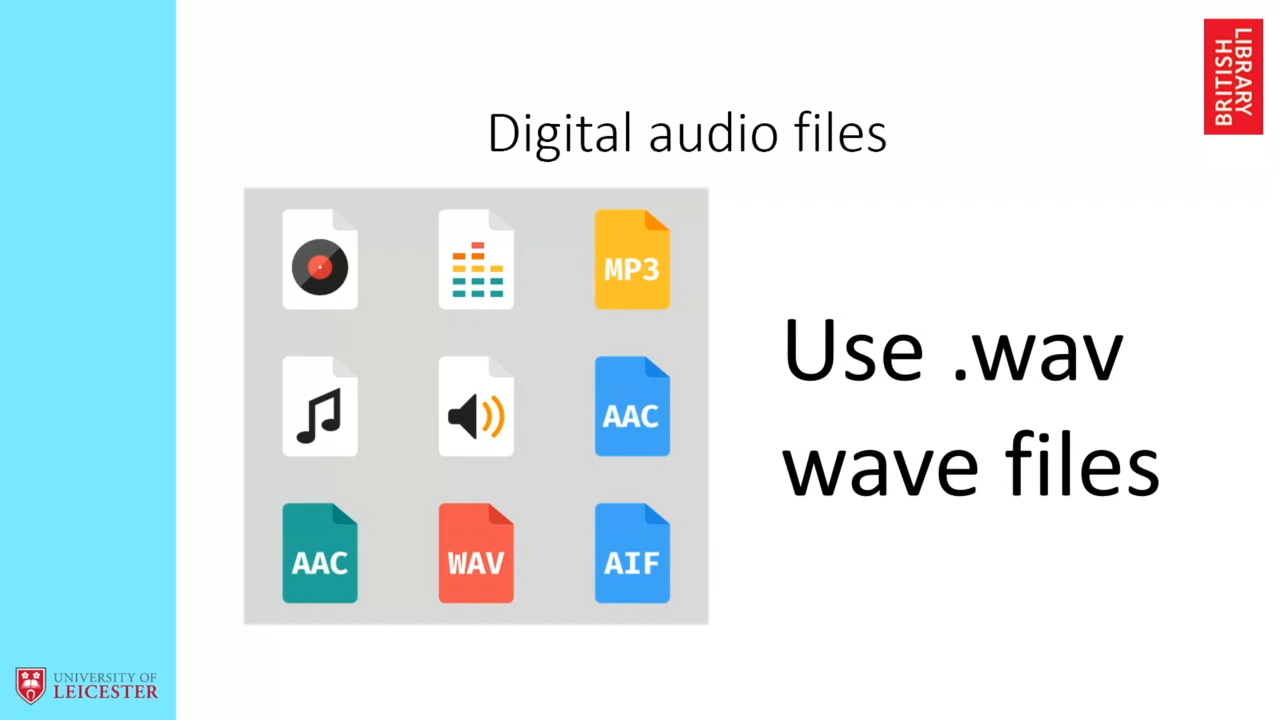 LIBRARY
BRITISH
Digital audio files
MP3
AAC
AAC
WAV
AIF
Use .wav
wave files
UNIVERSITY OF
LEICESTER